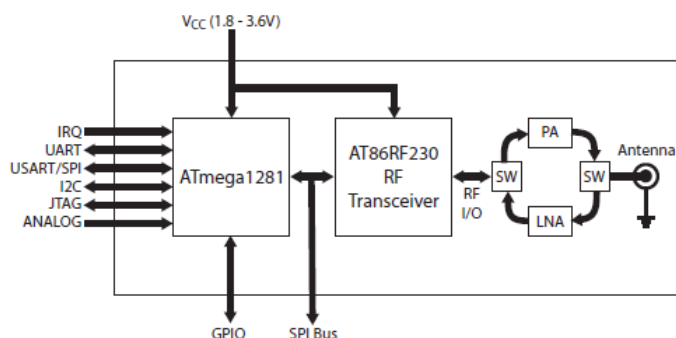 VCC (1.8 - 3.6V)
IRQ
UART
USART/SPI
I2C
JTAG
ANALOG
ATmega1281
AT86RF230
RF
Transceiver
RF
I/O
SW
PA
LNA
SW
Antenna
GPIO
SPI Bus